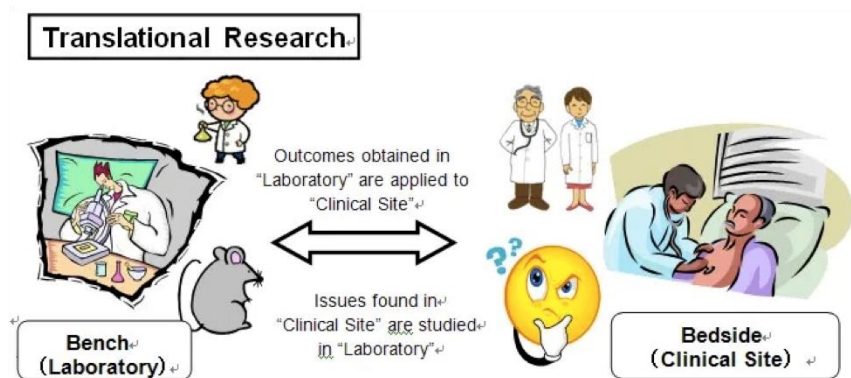 Translational Research
Outcomes obtained in
“Laboratory” are applied to
“Clinical Site”
Issues found in
“Clinical Site” are studied
in “Laboratory”
Bench
(Laboratory)
Bedside
(Clinical Site)
??